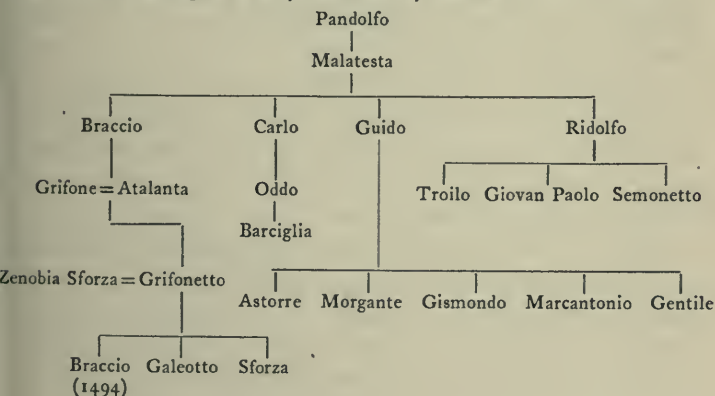 Pandolfo
Malatesta
Braccio Carlo Guido Ridolfo
Grifone=Atalanta Oddo Troilo Giovan Paolo Semonetto
Barciglia
Zenobia Sforza=Grifonetto
Astorre Morgante Gismondo Marcantonio Gentile
Braccio Galeotto Sforza
(1494)